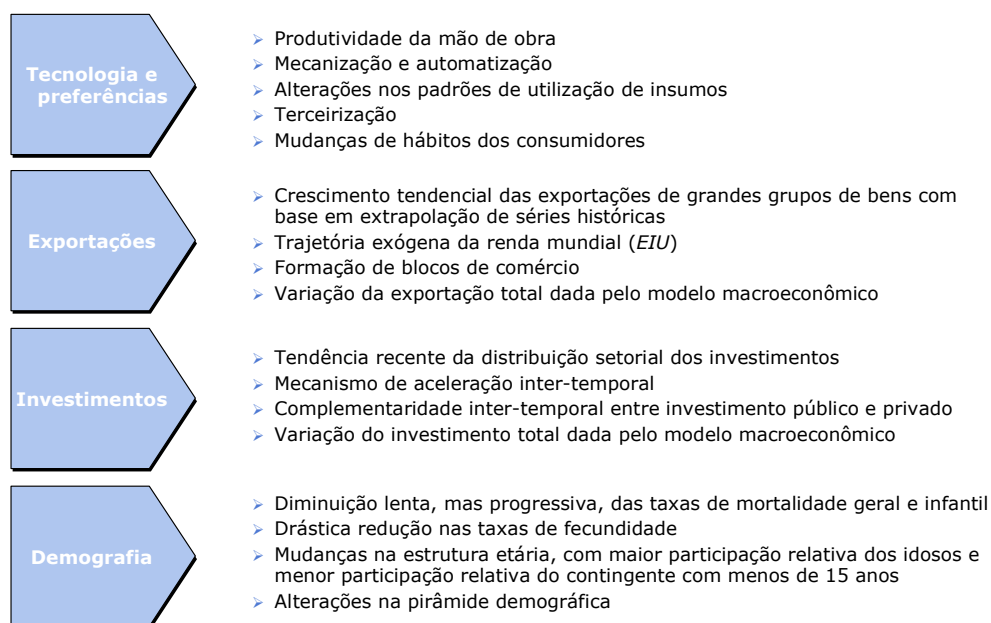 Tecnologia e
preferências
➢ Produtividade da mão de obra
➢ Mecanização e automatização
➢ Alterações nos padrões de utilização de insumos
➢ Terceirização
➢ Mudanças de hábitos dos consumidores
Exportações
➢ Crescimento tendencial das exportações de grandes grupos de bens com
base em extrapolação de séries históricas
➢ Trajetória exógena da renda mundial (EIU)
➢ Formação de blocos de comércio
➢ Variação da exportação total dada pelo modelo macroeconômico
Investimentos
➢ Tendência recente da distribuição setorial dos investimentos
➢ Mecanismo de aceleração inter-temporal
➢ Complementaridade inter-temporal entre investimento público e privado
➢ Variação do investimento total dada pelo modelo macroeconômico
Demografia
➢ Diminuição lenta, mas progressiva, das taxas de mortalidade geral e infantil
➢ Drástica redução nas taxas de fecundidade
➢ Mudanças na estrutura etária, com maior participação relativa dos idosos e
menor participação relativa do contingente com menos de 15 anos
➢ Alterações na pirâmide demográfica